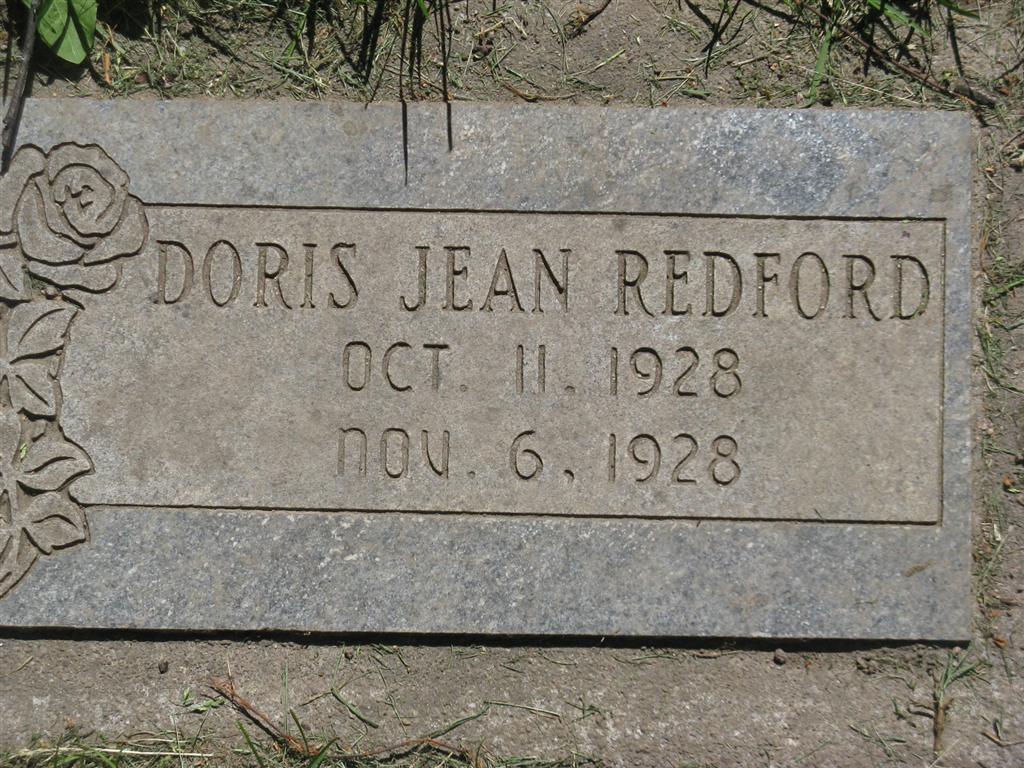 DORIS JEAN REDFORD
OCT. 11. 1928
NOV. 6, 1928